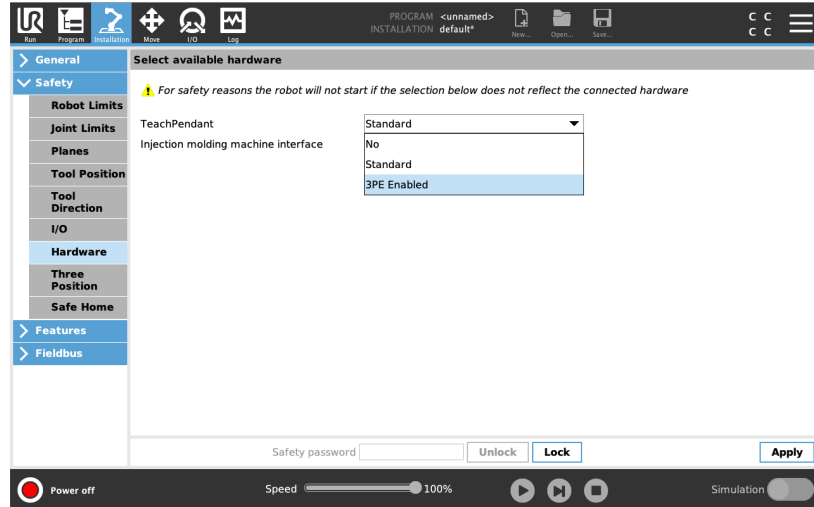 UR
PROGRAM <unnamed>
INSTALLATION default*
Run Program Installation Move I/O Log New... Open... Save...
C C
C C
General
Safety
Robot Limits
Joint Limits
Planes
Tool Position
Tool
Direction
I/O
Hardware
Three
Position
Safe Home
Features
Fieldbus
Select available hardware
For safety reasons the robot will not start if the selection below does not reflect the connected hardware
TeachPendant Standard
Injection molding machine interface
No
Standard
3PE Enabled
Safety password Unlock Lock Apply
Power off Speed 100% Simulation